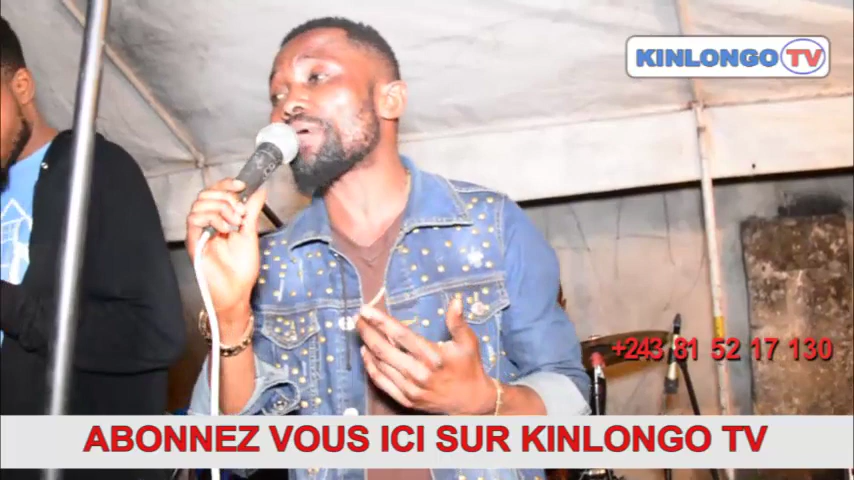 KINLONGO TV
+243 81 52 17 130
ABONNEZ VOUS ICI SUR KINLONGO TV